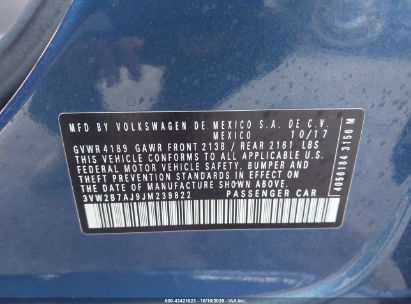 MFD BY VOLKSWAGEN DE MEXICO S.A. DE C.V.
MEXICO 10/17
GVWR 4189 GAWR FRONT 2138 / REAR 2161 LBS
THIS VEHICLE CONFORMS TO ALL APPLICABLE U.S.
FEDERAL MOTOR VEHICLE SAFETY, BUMPER AND
THEFT PREVENTION STANDARDS IN EFFECT ON THE
DATE OF MANUFACTURE SHOWN ABOVE.
3VW2B7AJ9JM239822 PASSENGER CAR
4056184 3156 M